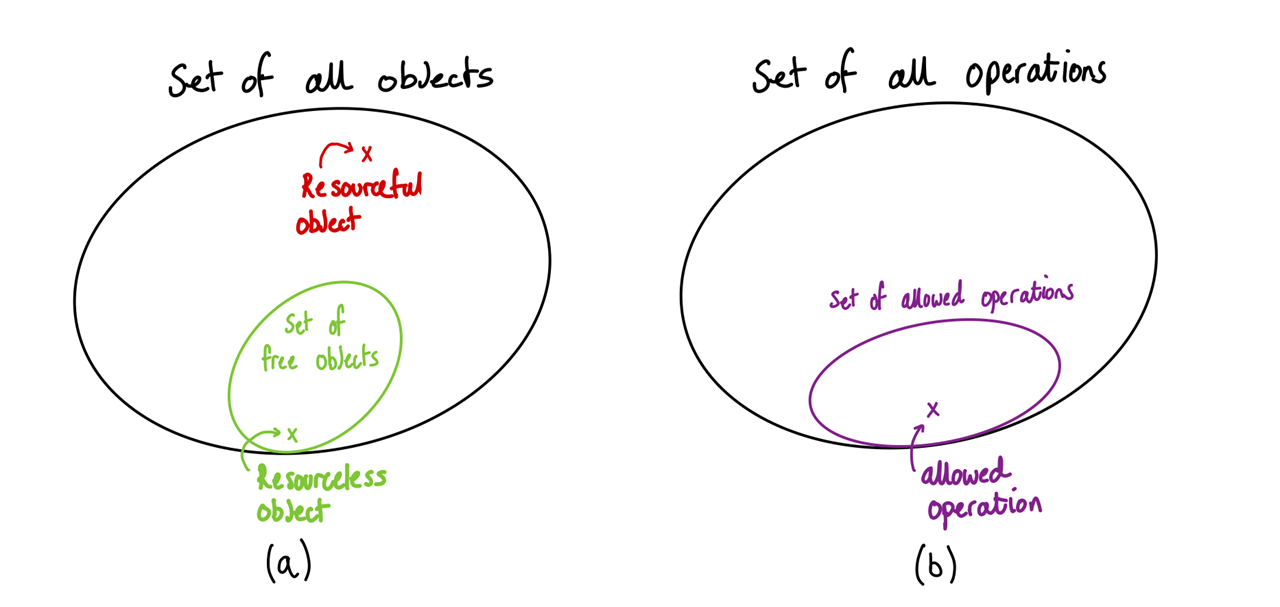 Set of all objects
x
Resourceful
object
Set of
free objects
x
Resourceless
object
(a)
Set of all operations
Set of allowed operations
x
allowed
operation
(b)